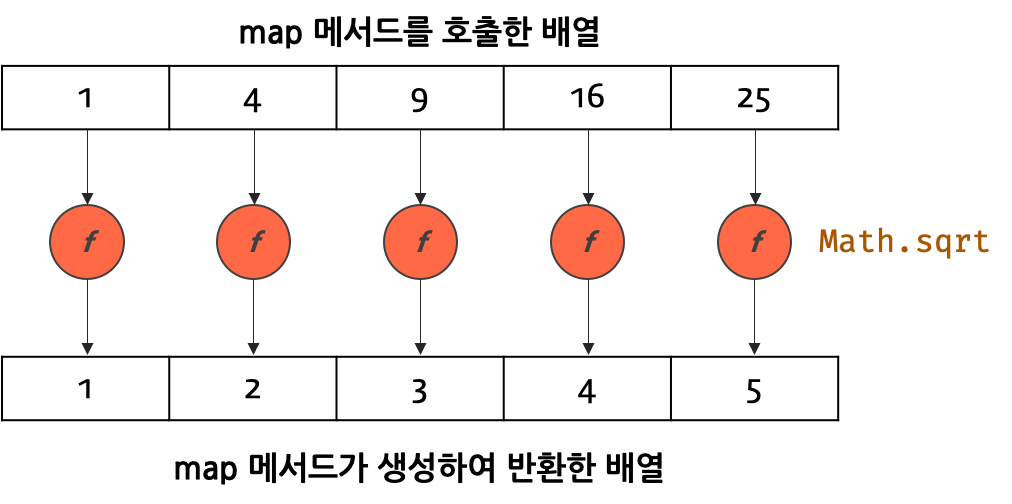 map 메서드를 호출한 배열
1 4 9 16 25
f f f f f Math.sqrt
1 2 3 4 5
map 메서드가 생성하여 반환한 배열